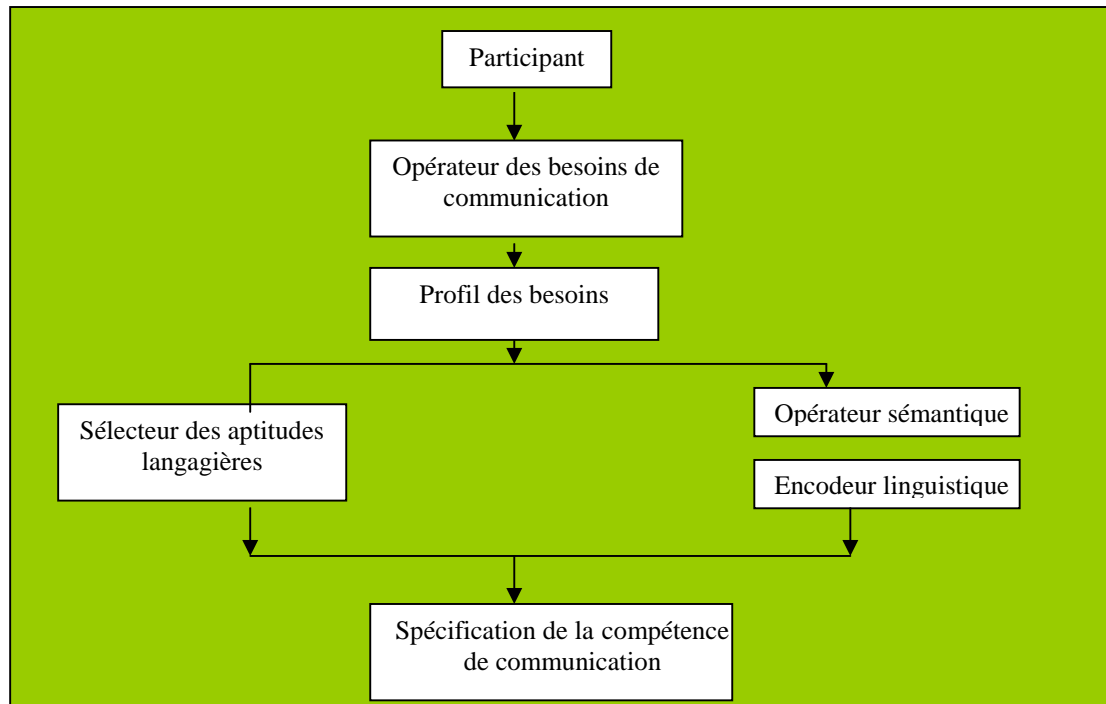 Participant
Opérateur des besoins de
communication
Profil des besoins
Sélecteur des aptitudes
langagières
Opérateur sémantique
Encodeur linguistique
Spécification de la compétence
de communication